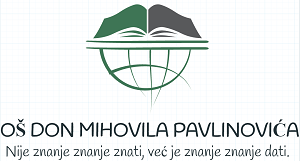 OŠ DON MIHOVILA PAVLINOVIĆA
Nije znanje znanje znati, već je znanje znanje dati.